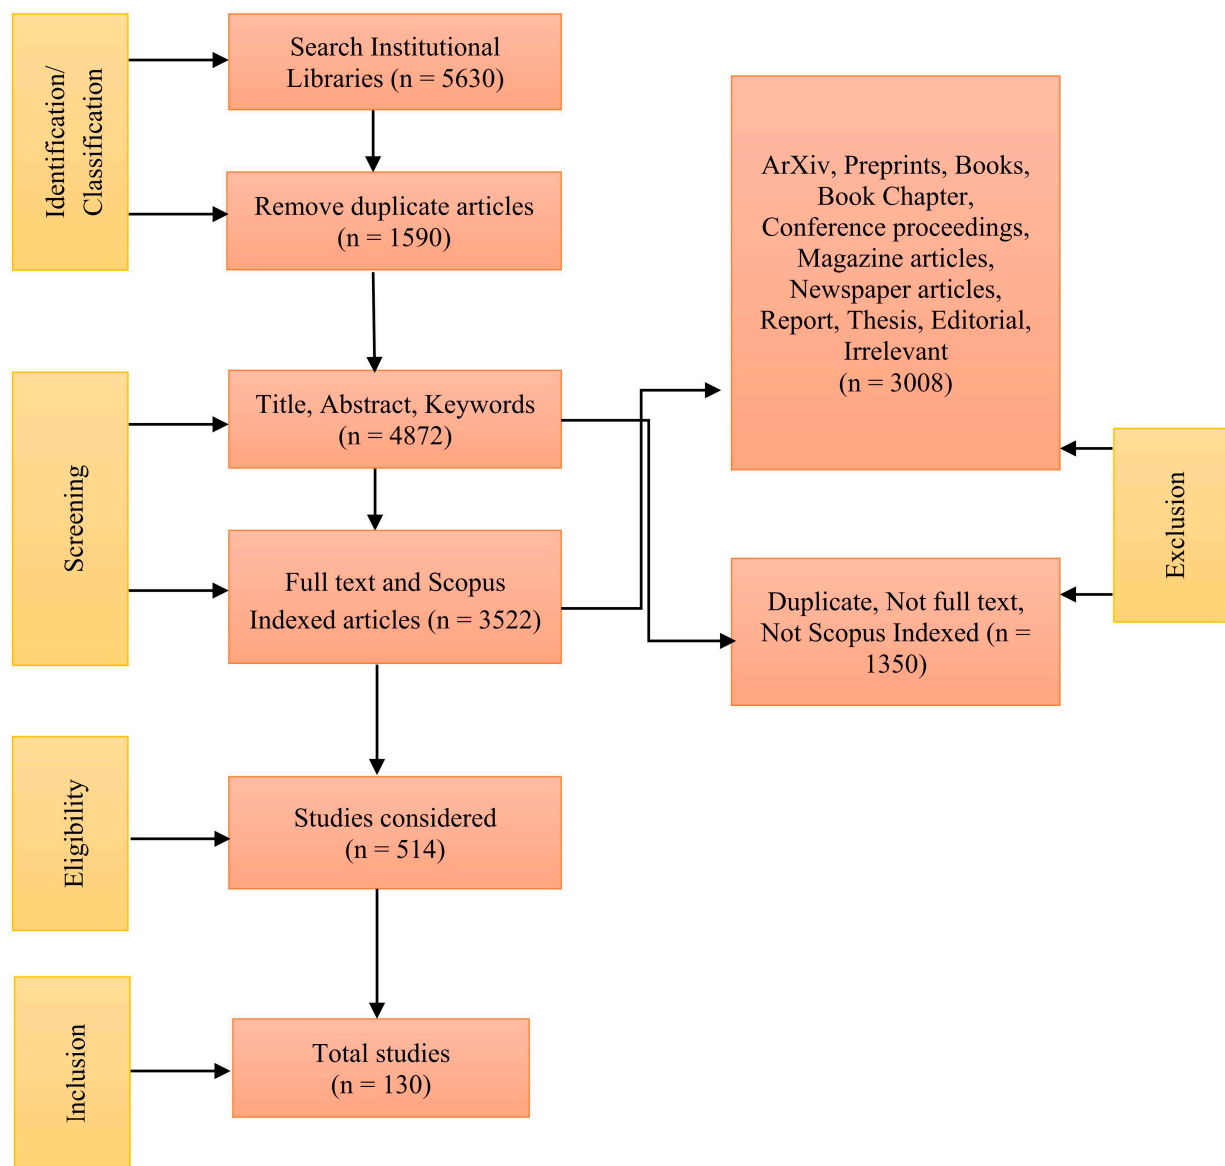 Identification/
Classification
Search Institutional
Libraries (n = 5630)
Remove duplicate articles
(n = 1590)
Screening
Title, Abstract, Keywords
(n = 4872)
Full text and Scopus
Indexed articles (n = 3522)
ArXiv, Preprints, Books,
Book Chapter,
Conference proceedings,
Magazine articles,
Newspaper articles,
Report, Thesis, Editorial,
Irrelevant
(n = 3008)
Exclusion
Duplicate, Not full text,
Not Scopus Indexed (n =
1350)
Eligibility
Studies considered
(n = 514)
Inclusion
Total studies
(n = 130)